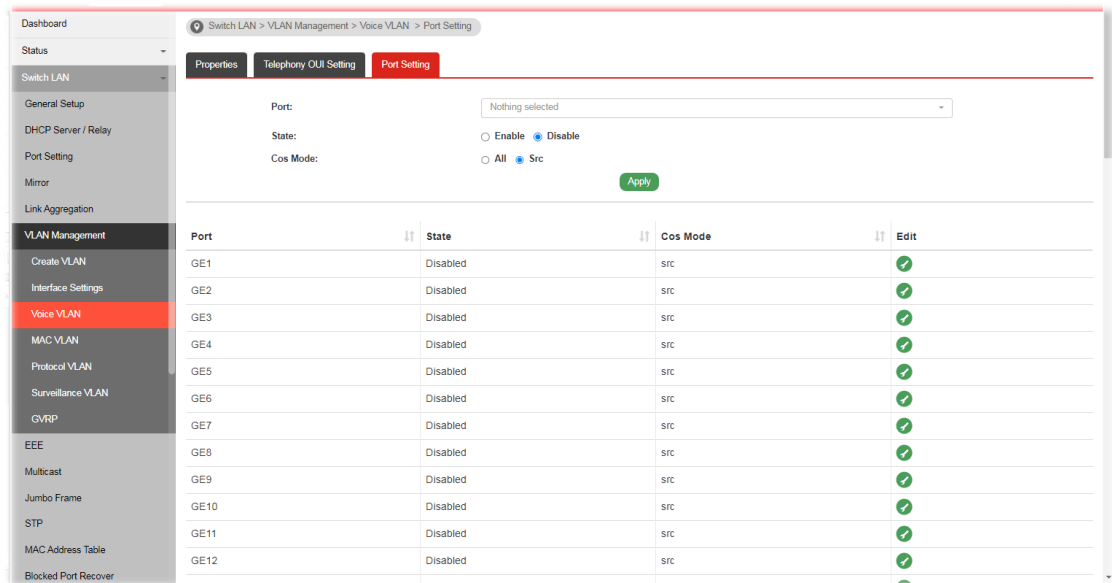 Dashboard
Status
Switch LAN
General Setup
DHCP Server / Relay
Port Setting
Mirror
Link Aggregation
VLAN Management
Create VLAN
Interface Settings
Voice VLAN
MAC VLAN
Protocol VLAN
Surveillance VLAN
GVRP
EEE
Multicast
Jumbo Frame
STP
MAC Address Table
Blocked Port Recover
Switch LAN > VLAN Management > Voice VLAN > Port Setting
Properties Telephony OUI Setting Port Setting
Port: Nothing selected
State: Enable Disable
Cos Mode: All Src
Apply
Port State Cos Mode Edit
GE1 Disabled src
GE2 Disabled src
GE3 Disabled src
GE4 Disabled src
GE5 Disabled src
GE6 Disabled src
GE7 Disabled src
GE8 Disabled src
GE9 Disabled src
GE10 Disabled src
GE11 Disabled src
GE12 Disabled src